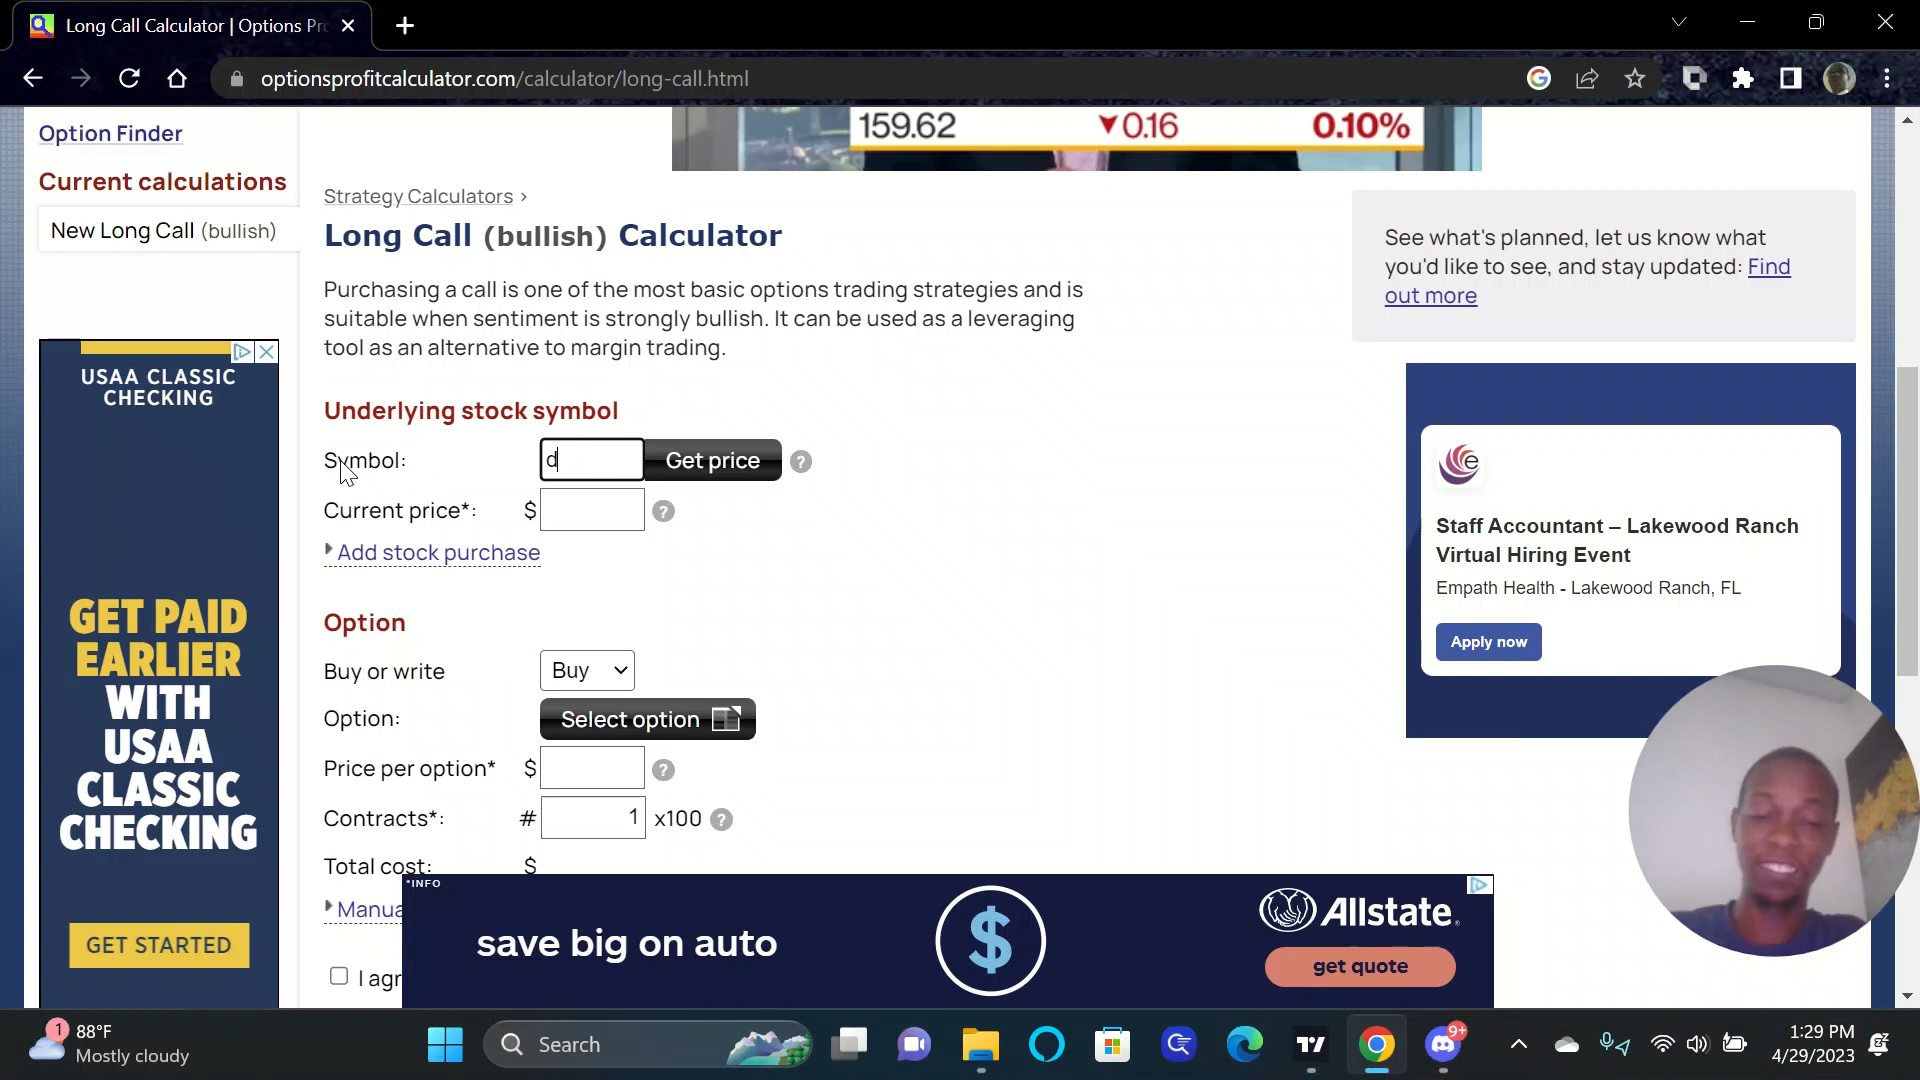 Long Call Calculator | Options Pr
optionsprofitcalculator.com/calculator/long-call.html
Option Finder
Current calculations
New Long Call (bullish)
159.62 ▼0.16 0.10%
Strategy Calculators ›
Long Call (bullish) Calculator
Purchasing a call is one of the most basic options trading strategies and is
suitable when sentiment is strongly bullish. It can be used as a leveraging
tool as an alternative to margin trading.
Underlying stock symbol
Symbol: d Get price ?
Current price*: $ ?
Add stock purchase
Option
Buy or write Buy
Option: Select option
Price per option* $ ?
Contracts*: # 1 x100 ?
Total cost: $
Manua
I agr
See what's planned, let us know what
you'd like to see, and stay updated: Find
out more
USAA CLASSIC
CHECKING
GET PAID
EARLIER
WITH
USAA
CLASSIC
CHECKING
GET STARTED
e
Staff Accountant – Lakewood Ranch
Virtual Hiring Event
Empath Health - Lakewood Ranch, FL
Apply now
*INFO
save big on auto
$
Allstate.
get quote
1
88°F
Mostly cloudy
Search
9+
1:29 PM
4/29/2023